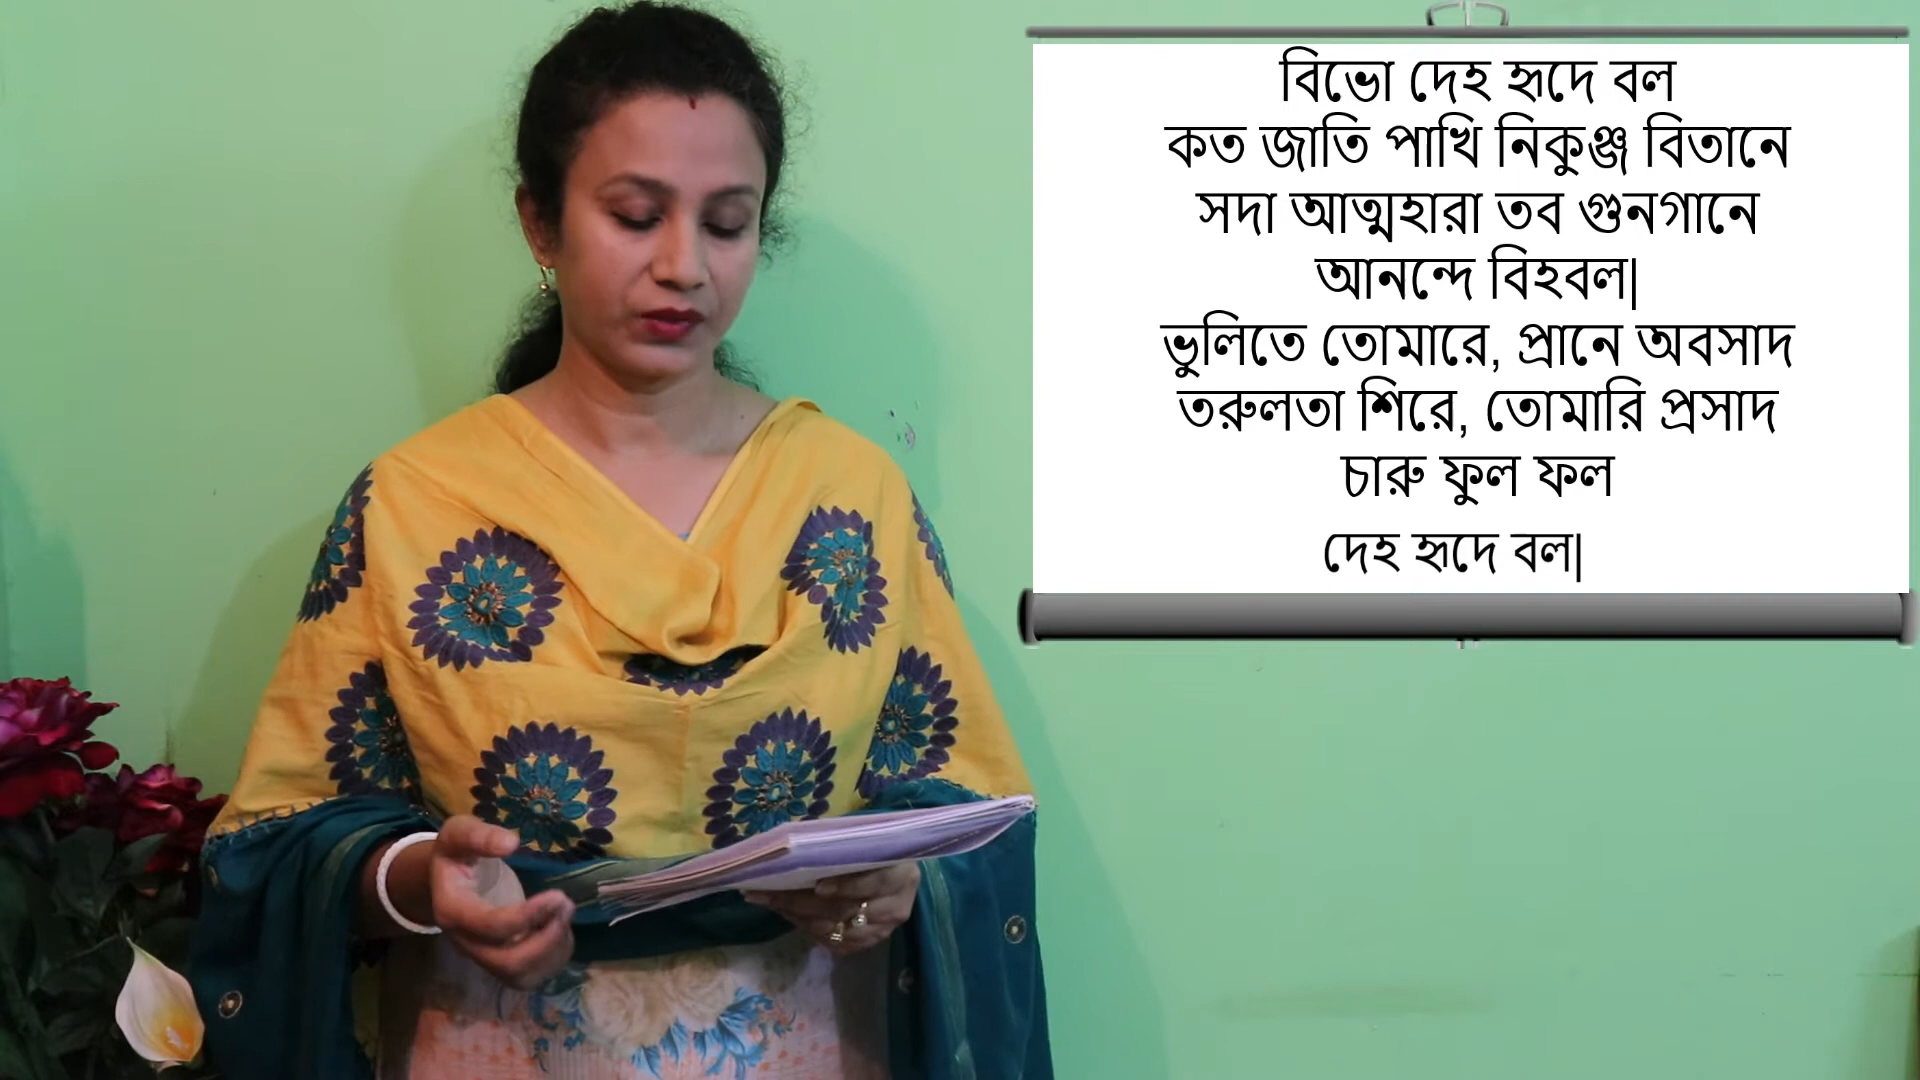 বিভো দেহ হৃদে বল
কত জাতি পাখি নিকুঞ্জ বিতানে
সদা আত্মহারা তব গুনগানে
আনন্দে বিহবল|
ভুলিতে তোমারে, প্রানে অবসাদ
তরুলতা শিরে, তোমারি প্রসাদ
চারু ফুল ফল
দেহ হৃদে বল|